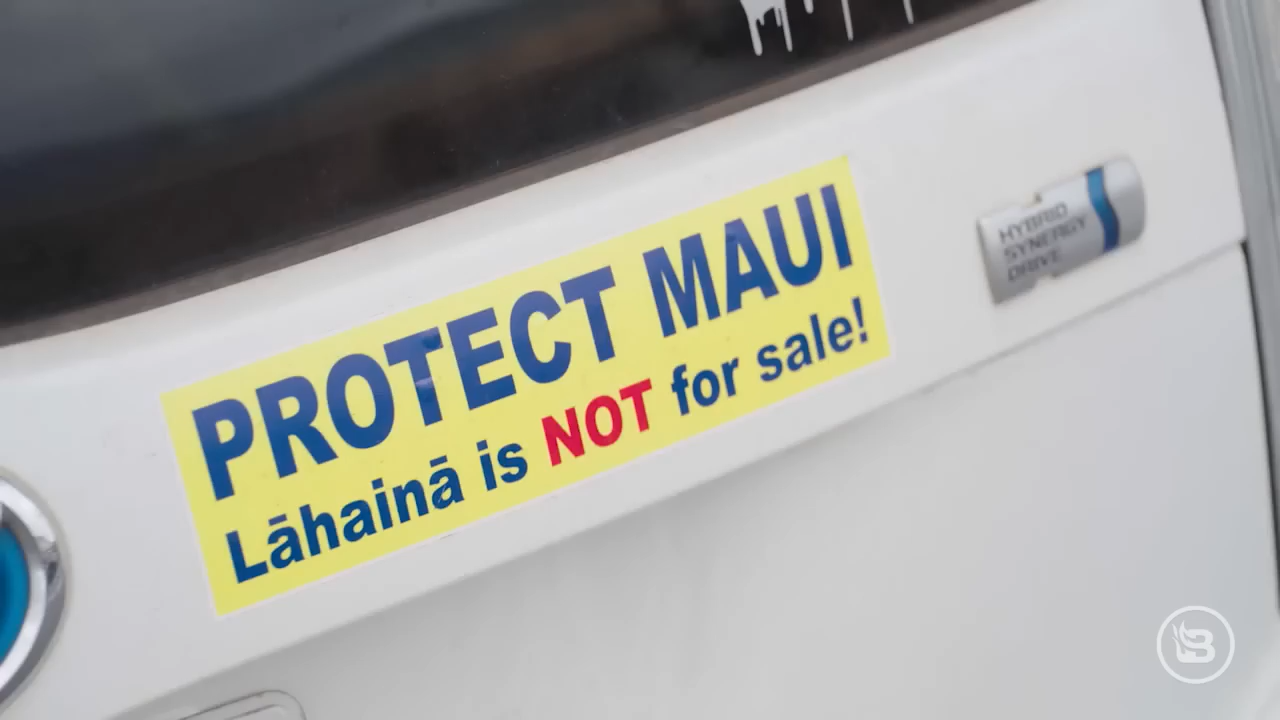 PROTECT MAUI
Lāhainā is NOT for sale!
HYBRID
SYNERGY
DRIVE
B